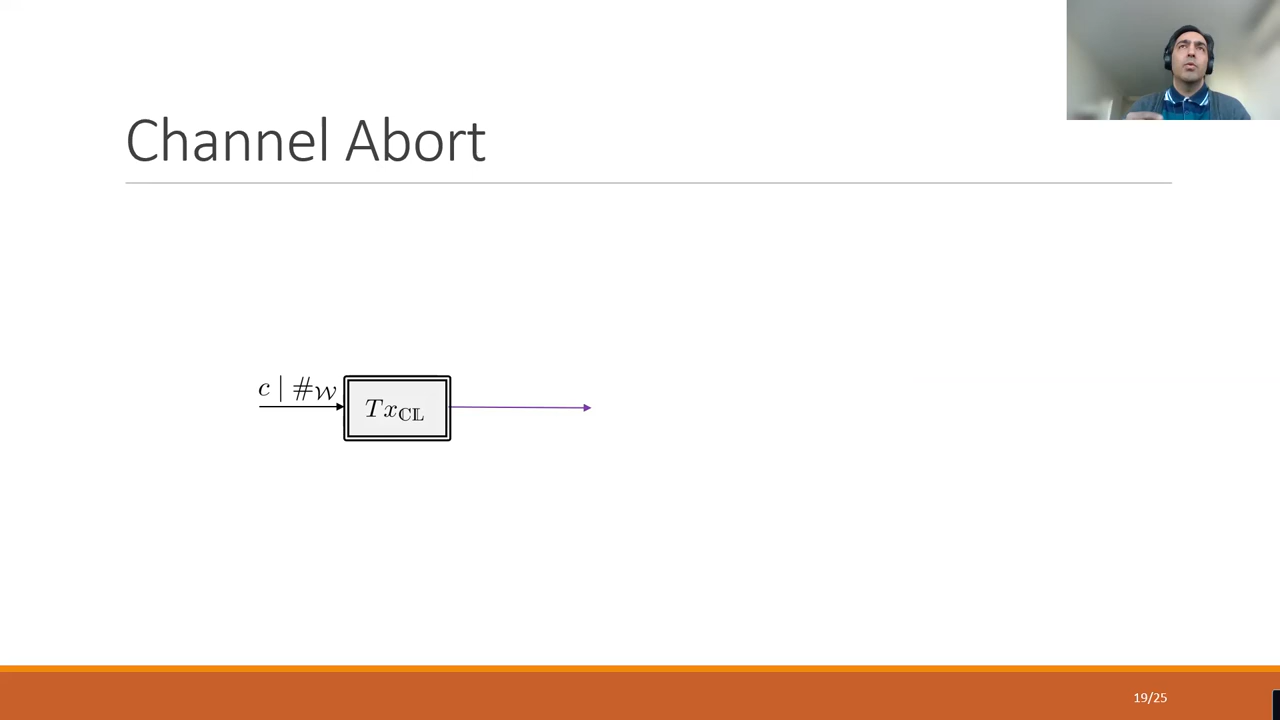 Channel Abort
c | #𝒲
Tx_ℂ𝕃
19/25